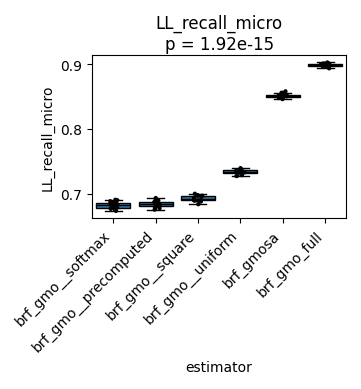 LL_recall_micro
p = 1.92e-15
LL_recall_micro
0.9
0.8
0.7
brf_gmo__softmax
brf_gmo__precomputed
brf_gmo__square
brf_gmo__uniform
brf_gmosa
brf_gmo_full
estimator